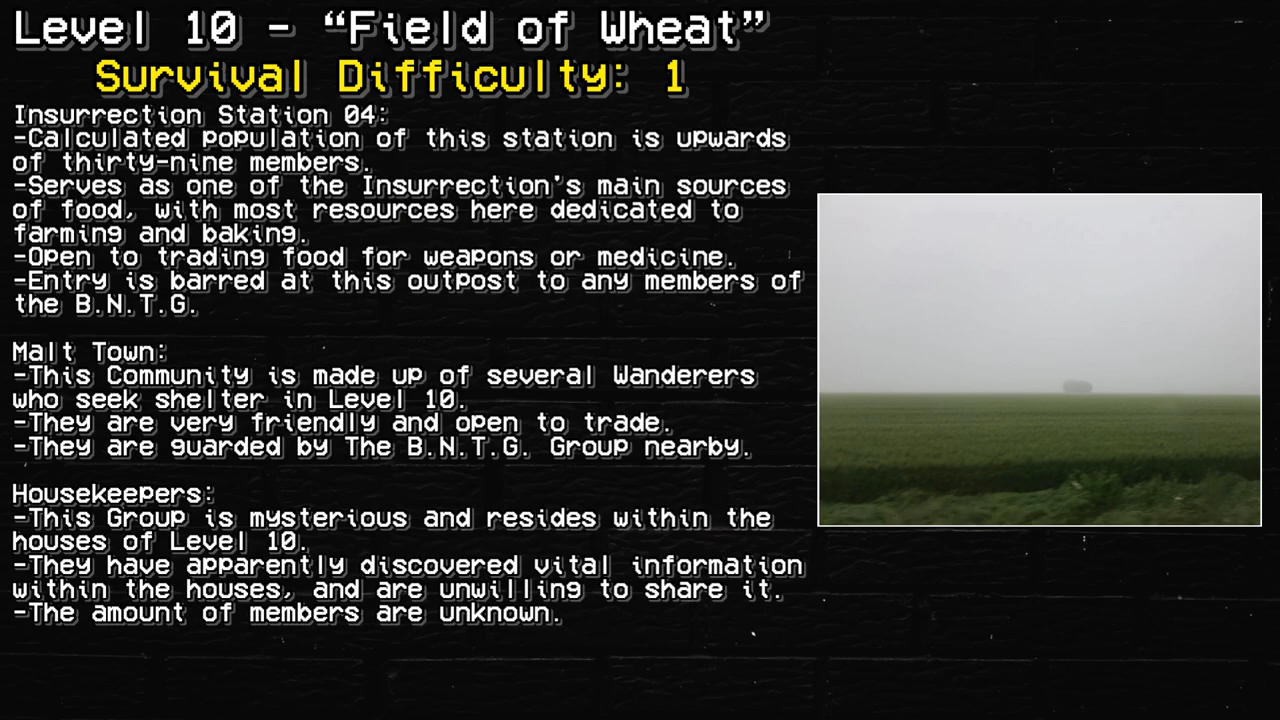 Level 10 - “Field of Wheat”
Survival Difficulty: 1
Insurrection Station 04:
-Calculated population of this station is upwards
of thirty-nine members.
-Serves as one of the Insurrection's main sources
of food, with most resources here dedicated to
farming and baking.
-Open to trading food for weapons or medicine.
-Entry is barred at this outpost to any members of
the B.N.T.G.
Malt Town:
-This Community is made up of several Wanderers
who seek shelter in Level 10.
-They are very friendly and open to trade.
-They are guarded by The B.N.T.G. Group nearby.
Housekeepers:
-This Group is mysterious and resides within the
houses of Level 10.
-They have apparently discovered vital information
within the houses, and are unwilling to share it.
-The amount of members are unknown.